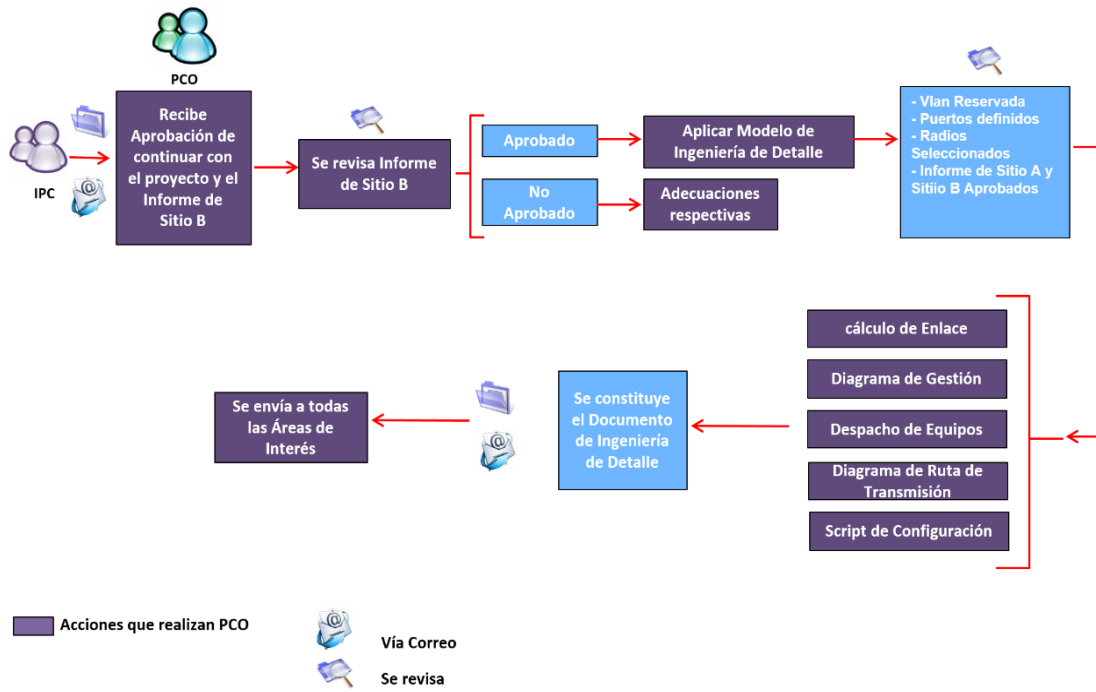 PCO
IPC
Recibe
Aprobación de
continuar con
el proyecto y el
Informe de
Sitio B
Se revisa Informe
de Sitio B
Aprobado
No
Aprobado
Aplicar Modelo de
Ingeniería de Detalle
Adecuaciones
respectivas
- Vlan Reservada
- Puertos definidos
- Radios
Seleccionados
- Informe de Sitio A y
Sitiio B Aprobados
cálculo de Enlace
Diagrama de Gestión
Despacho de Equipos
Diagrama de Ruta de
Transmisión
Script de Configuración
Se constituye
el Documento
de Ingeniería
de Detalle
Se envía a todas
las Áreas de
Interés
Acciones que realizan PCO
Vía Correo
Se revisa